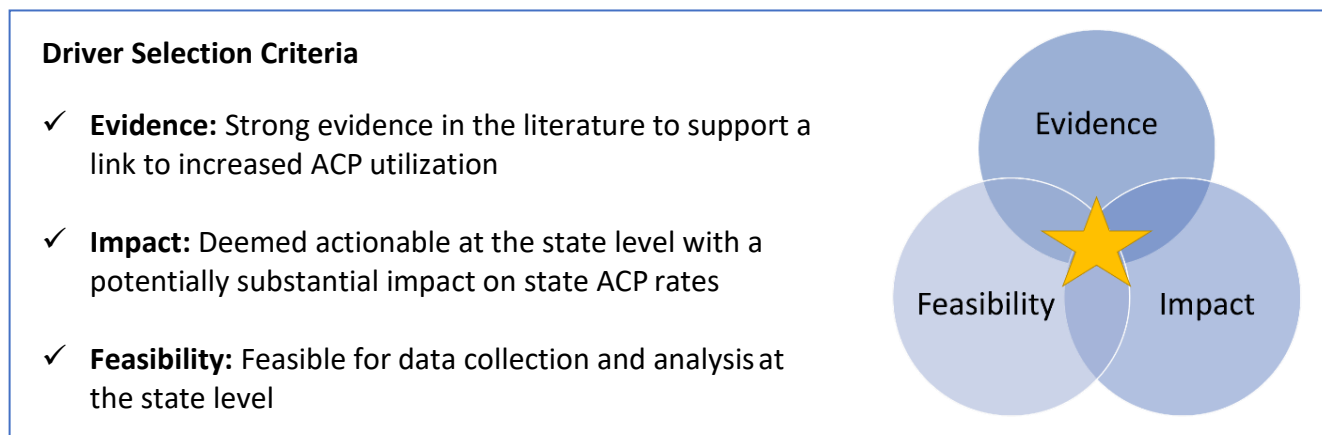 Driver Selection Criteria
✓ Evidence: Strong evidence in the literature to support a
link to increased ACP utilization
✓ Impact: Deemed actionable at the state level with a
potentially substantial impact on state ACP rates
✓ Feasibility: Feasible for data collection and analysis at
the state level
Evidence
Feasibility
Impact